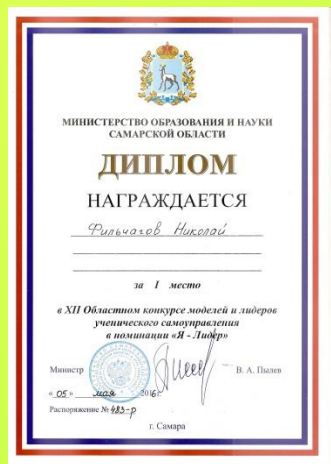 МИНИСТЕРСТВО ОБРАЗОВАНИЯ И НАУКИ
САМАРСКОЙ ОБЛАСТИ
ДИПЛОМ
НАГРАЖДАЕТСЯ
Фильчагов Николай
за I место
в XII Областном конкурсе моделей и лидеров
ученического самоуправления
в номинации «Я - Лидер»
Министр В. А. Пылев
« 05 » мая 2016г.
Распоряжение № 483-р
г. Самара